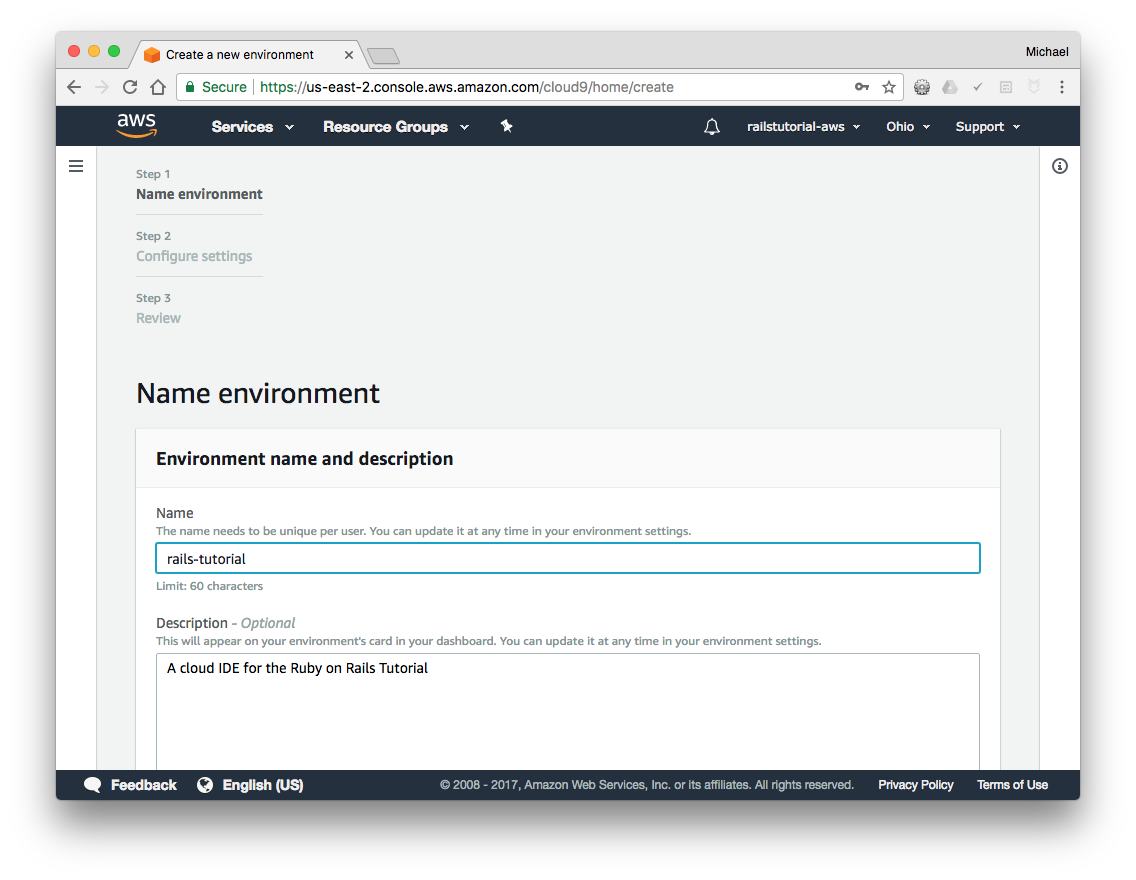 Create a new environment
Michael
Secure
https://us-east-2.console.aws.amazon.com/cloud9/home/create
aws
Services
Resource Groups
railstutorial-aws
Ohio
Support
Step 1
Name environment
Step 2
Configure settings
Step 3
Review
Name environment
Environment name and description
Name
The name needs to be unique per user. You can update it at any time in your environment settings.
rails-tutorial
Limit: 60 characters
Description - Optional
This will appear on your environment's card in your dashboard. You can update it at any time in your environment settings.
A cloud IDE for the Ruby on Rails Tutorial
Feedback
English (US)
© 2008 - 2017, Amazon Web Services, Inc. or its affiliates. All rights reserved.
Privacy Policy
Terms of Use